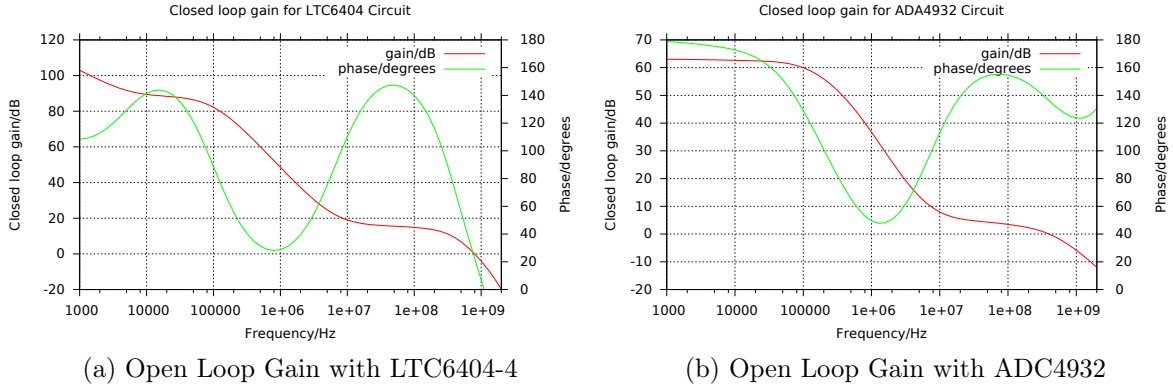 Closed loop gain for LTC6404 Circuit
gain/dB
phase/degrees
120
100
80
60
40
20
0
-20
Closed loop gain/dB
180
160
140
120
100
80
60
40
20
0
Phase/degrees
1000
10000
100000
1e+06
1e+07
1e+08
1e+09
Frequency/Hz
(a) Open Loop Gain with LTC6404-4
Closed loop gain for ADA4932 Circuit
gain/dB
phase/degrees
70
60
50
40
30
20
10
0
-10
-20
Closed loop gain/dB
180
160
140
120
100
80
60
40
20
0
Phase/degrees
1000
10000
100000
1e+06
1e+07
1e+08
1e+09
Frequency/Hz
(b) Open Loop Gain with ADC4932